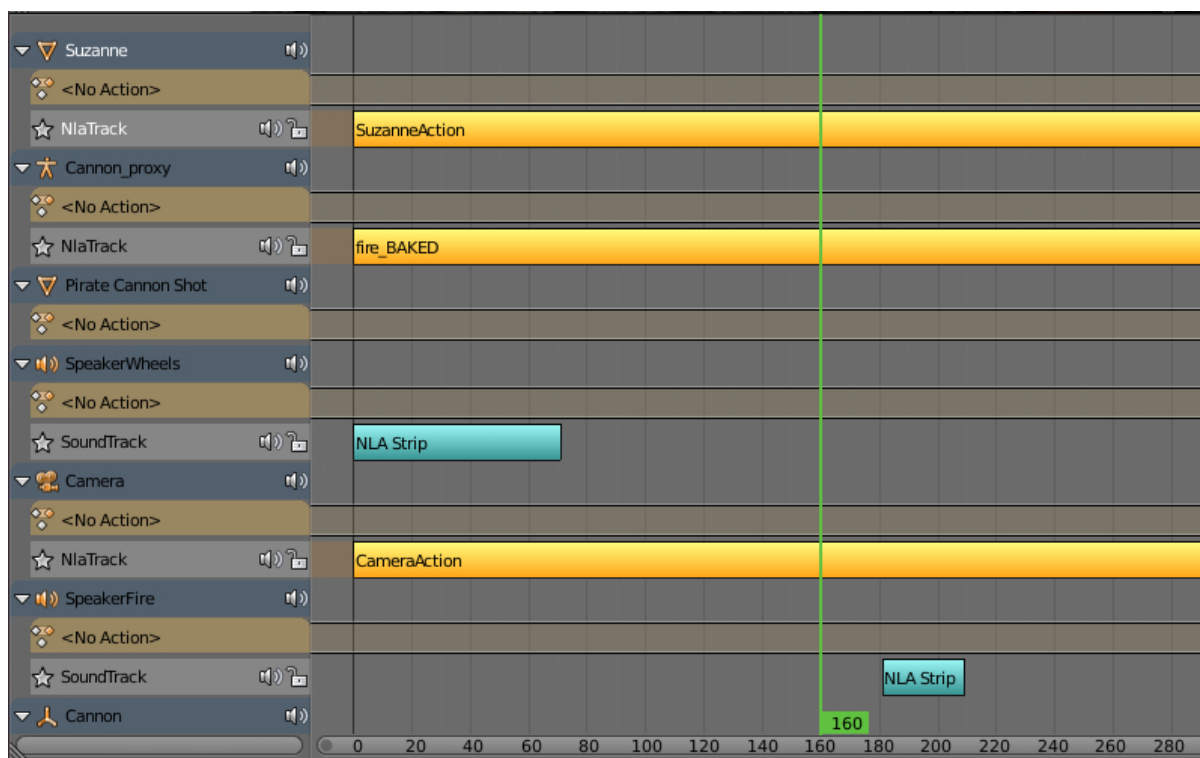 Suzanne
<No Action>
NlaTrack SuzanneAction
Cannon_proxy
<No Action>
NlaTrack fire_BAKED
Pirate Cannon Shot
<No Action>
SpeakerWheels
<No Action>
SoundTrack NLA Strip
Camera
<No Action>
NlaTrack CameraAction
SpeakerFire
<No Action>
SoundTrack NLA Strip
Cannon 160
0 20 40 60 80 100 120 140 160 180 200 220 240 260 280